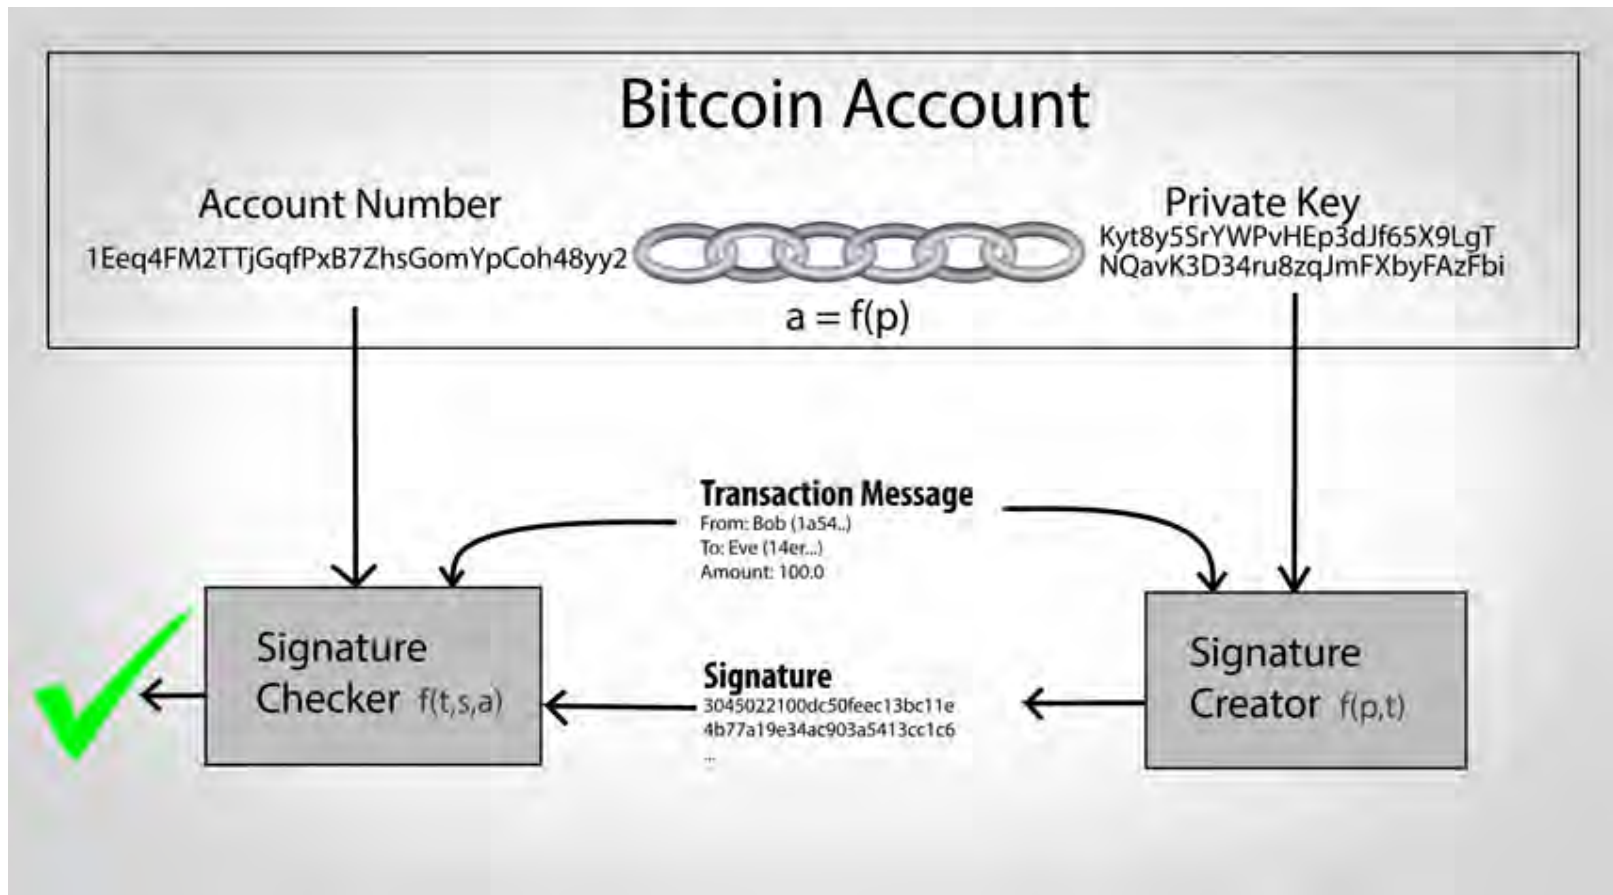 Bitcoin Account
Account Number
1Eeq4FM2TTjGqfPxB7ZhsGomYpCoh48yy2
Private Key
Kyt8y5SrYWPvHEp3dJf65X9LgT
NQavK3D34ru8zqJmFXbyFAzFbi
a = f(p)
Transaction Message
From: Bob (1a54..)
To: Eve (14er...)
Amount: 100.0
Signature
Checker f(t,s,a)
Signature
3045022100dc50feec13bc11e
4b77a19e34ac903a5413cc1c6
...
Signature
Creator f(p,t)